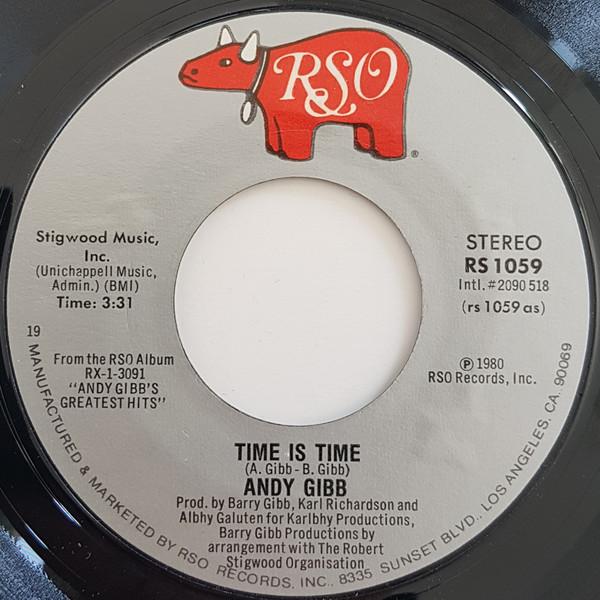 RSO
®
Stigwood Music,
Inc.
(Unichappell Music,
Admin.) (BMI)
Time: 3:31
STEREO
RS 1059
Intl. # 2090 518
(rs 1059 as)
19
From the RSO Album
RX-1-3091
"ANDY GIBB'S
GREATEST HITS"
℗ 1980
RSO Records, Inc.
TIME IS TIME
(A. Gibb - B. Gibb)
ANDY GIBB
Prod. by Barry Gibb, Karl Richardson and
Albhy Galuten for Karlbhy Productions,
Barry Gibb Productions by
arrangement with The Robert
Stigwood Organisation.
MANUFACTURED & MARKETED BY RSO RECORDS, INC., 8335 SUNSET BLVD., LOS ANGELES, CA. 90069